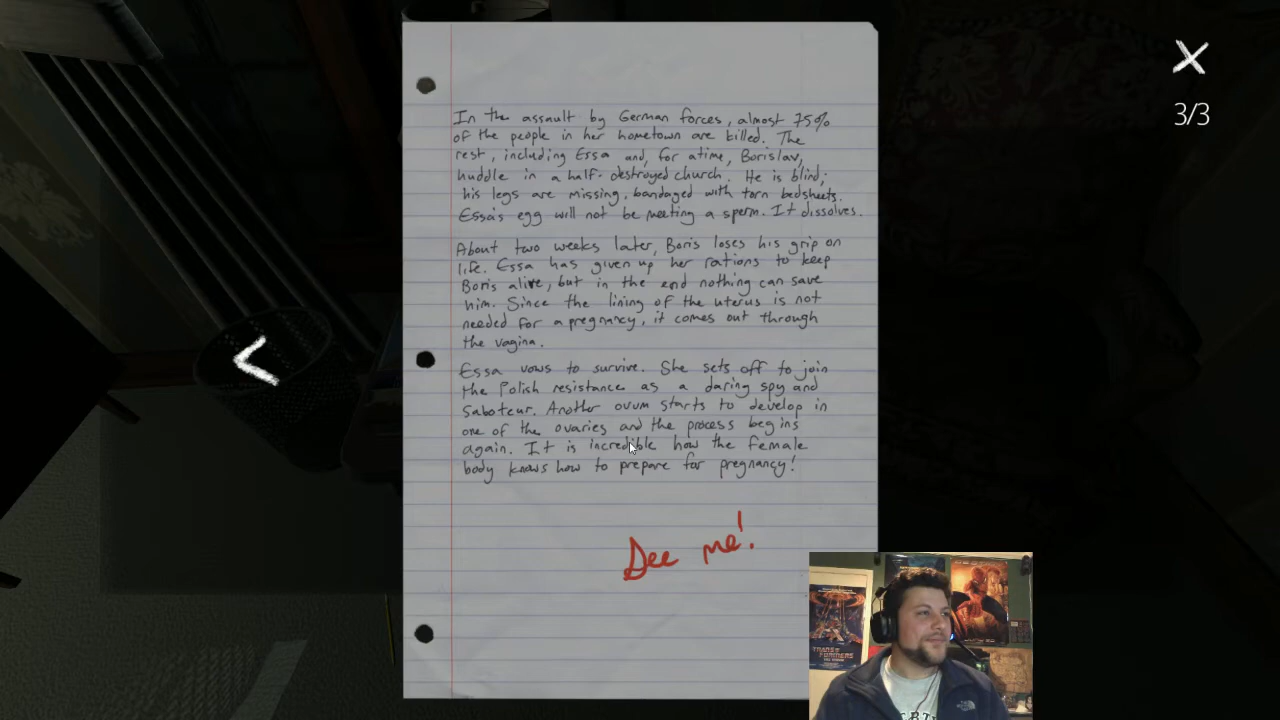 3/3
In the assault by German forces, almost 75%
of the people in her hometown are killed. The
rest, including Essa and, for a time, Borislav,
huddle in a half-destroyed church. He is blind;
his legs are missing, bandaged with torn bedsheets.
Essa's egg will not be meeting a sperm. It dissolves.
About two weeks later, Boris loses his grip on
life. Essa has given up her rations to keep
Boris alive, but in the end nothing can save
him. Since the lining of the uterus is not
needed for a pregnancy, it comes out through
the vagina.
Essa vows to survive. She sets off to join
the Polish resistance as a daring spy and
saboteur. Another ovum starts to develop in
one of the ovaries and the process begins
again. It is incredible how the female
body knows how to prepare for pregnancy!
See me!
TRANSFORMERS